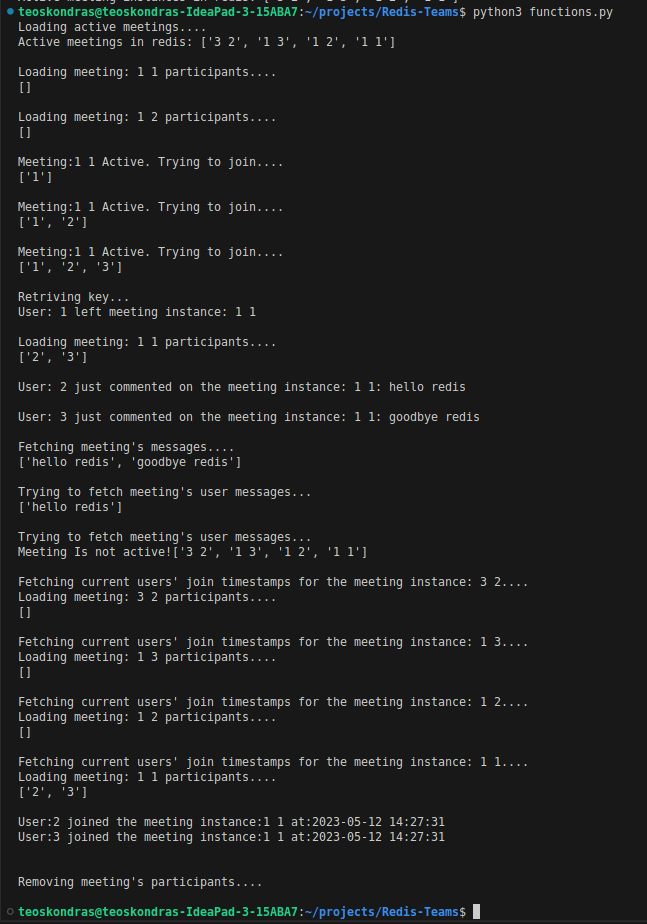 teoskondras@teoskondras-IdeaPad-3-15ABA7:~/projects/Redis-Teams$ python3 functions.py
Loading active meetings....
Active meetings in redis: ['3 2', '1 3', '1 2', '1 1']
Loading meeting: 1 1 participants....
[]
Loading meeting: 1 2 participants....
[]
Meeting:1 1 Active. Trying to join....
['1']
Meeting:1 1 Active. Trying to join....
['1', '2']
Meeting:1 1 Active. Trying to join....
['1', '2', '3']
Retriving key...
User: 1 left meeting instance: 1 1
Loading meeting: 1 1 participants....
['2', '3']
User: 2 just commented on the meeting instance: 1 1: hello redis
User: 3 just commented on the meeting instance: 1 1: goodbye redis
Fetching meeting's messages....
['hello redis', 'goodbye redis']
Trying to fetch meeting's user messages...
['hello redis']
Trying to fetch meeting's user messages...
Meeting Is not active!['3 2', '1 3', '1 2', '1 1']
Fetching current users' join timestamps for the meeting instance: 3 2....
Loading meeting: 3 2 participants....
[]
Fetching current users' join timestamps for the meeting instance: 1 3....
Loading meeting: 1 3 participants....
[]
Fetching current users' join timestamps for the meeting instance: 1 2....
Loading meeting: 1 2 participants....
[]
Fetching current users' join timestamps for the meeting instance: 1 1....
Loading meeting: 1 1 participants....
['2', '3']
User:2 joined the meeting instance:1 1 at:2023-05-12 14:27:31
User:3 joined the meeting instance:1 1 at:2023-05-12 14:27:31
Removing meeting's participants....
teoskondras@teoskondras-IdeaPad-3-15ABA7:~/projects/Redis-Teams$